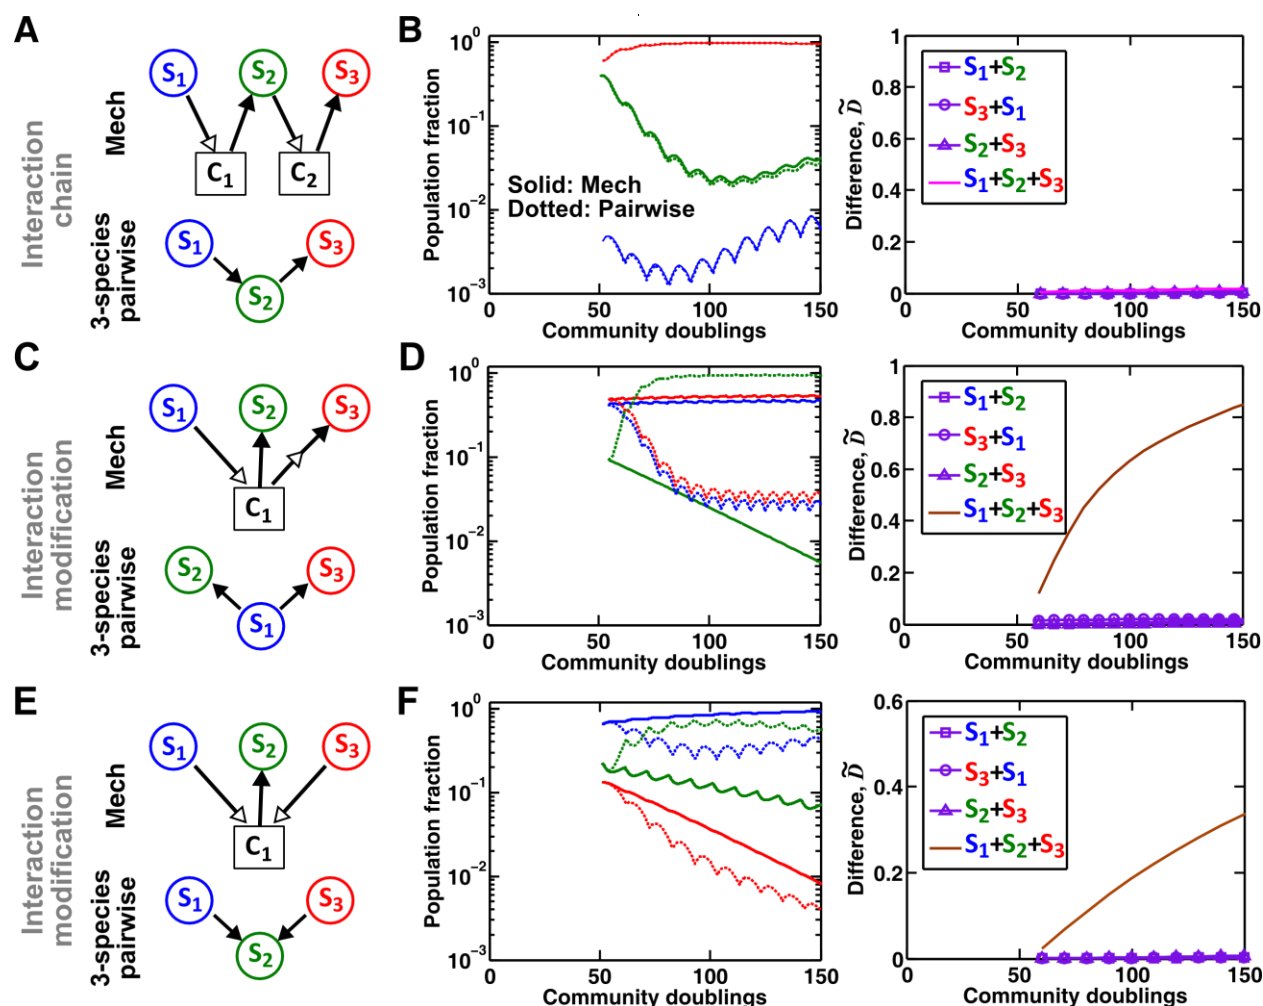 A
Interaction
chain
Mech
S1
S2
S3
C1
C2
3-species
pairwise
S1
S3
S2
B
Population fraction
10^0
10^-1
10^-2
10^-3
Solid: Mech
Dotted: Pairwise
0
50
100
150
Community doublings
Difference, D̃
1
0.8
0.6
0.4
0.2
0
S1+S2
S3+S1
S2+S3
S1+S2+S3
0
50
100
150
Community doublings
C
Interaction
modification
Mech
S1
S2
S3
C1
3-species
pairwise
S2
S3
S1
D
Population fraction
10^0
10^-1
10^-2
10^-3
0
50
100
150
Community doublings
Difference, D̃
1
0.8
0.6
0.4
0.2
0
S1+S2
S3+S1
S2+S3
S1+S2+S3
0
50
100
150
Community doublings
E
Interaction
modification
Mech
S1
S2
S3
C1
3-species
pairwise
S1
S3
S2
F
Population fraction
10^0
10^-1
10^-2
10^-3
0
50
100
150
Community doublings
Difference, D̃
0.6
0.4
0.2
0
S1+S2
S3+S1
S2+S3
S1+S2+S3
0
50
100
150
Community doublings